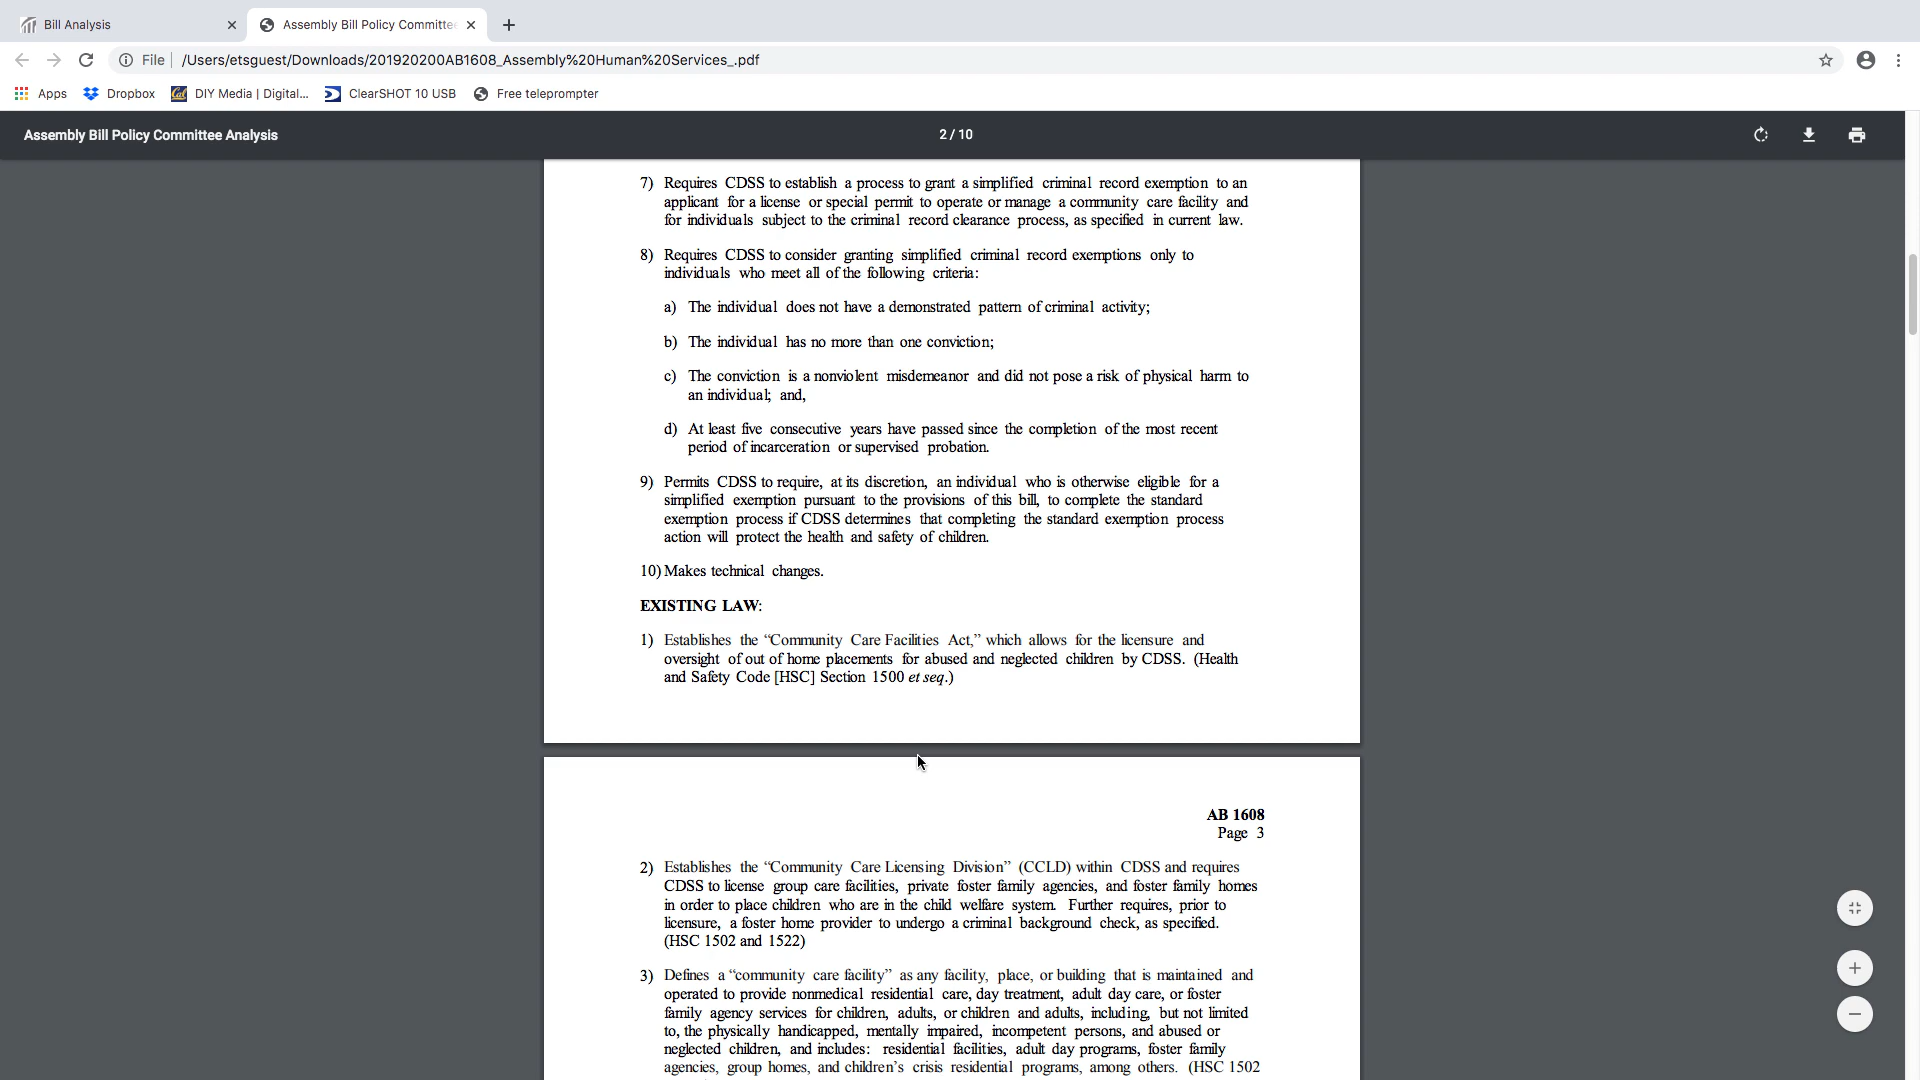 Bill Analysis
Assembly Bill Policy Committe
File /Users/etsguest/Downloads/201920200AB1608_Assembly%20Human%20Services_.pdf
Apps Dropbox DIY Media | Digital... ClearSHOT 10 USB Free teleprompter
Assembly Bill Policy Committee Analysis 2 / 10
7) Requires CDSS to establish a process to grant a simplified criminal record exemption to an
applicant for a license or special permit to operate or manage a community care facility and
for individuals subject to the criminal record clearance process, as specified in current law.
8) Requires CDSS to consider granting simplified criminal record exemptions only to
individuals who meet all of the following criteria:
a) The individual does not have a demonstrated pattern of criminal activity;
b) The individual has no more than one conviction;
c) The conviction is a nonviolent misdemeanor and did not pose a risk of physical harm to
an individual; and,
d) At least five consecutive years have passed since the completion of the most recent
period of incarceration or supervised probation.
9) Permits CDSS to require, at its discretion, an individual who is otherwise eligible for a
simplified exemption pursuant to the provisions of this bill, to complete the standard
exemption process if CDSS determines that completing the standard exemption process
action will protect the health and safety of children.
10) Makes technical changes.
EXISTING LAW:
1) Establishes the “Community Care Facilities Act,” which allows for the licensure and
oversight of out of home placements for abused and neglected children by CDSS. (Health
and Safety Code [HSC] Section 1500 et seq.)
AB 1608
Page 3
2) Establishes the “Community Care Licensing Division” (CCLD) within CDSS and requires
CDSS to license group care facilities, private foster family agencies, and foster family homes
in order to place children who are in the child welfare system. Further requires, prior to
licensure, a foster home provider to undergo a criminal background check, as specified.
(HSC 1502 and 1522)
3) Defines a “community care facility” as any facility, place, or building that is maintained and
operated to provide nonmedical residential care, day treatment, adult day care, or foster
family agency services for children, adults, or children and adults, including, but not limited
to, the physically handicapped, mentally impaired, incompetent persons, and abused or
neglected children, and includes: residential facilities, adult day programs, foster family
agencies, group homes, and children’s crisis residential programs, among others. (HSC 1502